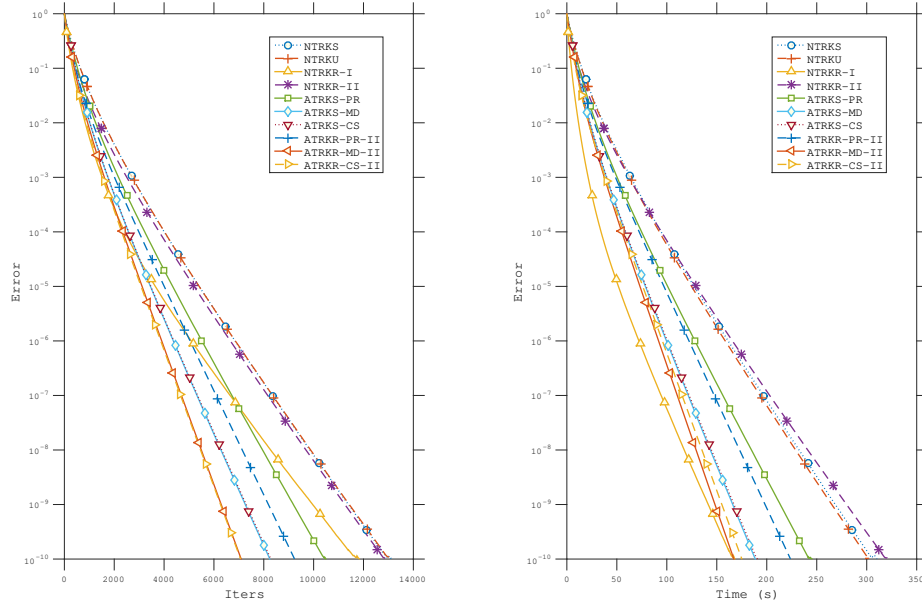 10^0
10^-1
10^-2
10^-3
10^-4
10^-5
10^-6
10^-7
10^-8
10^-9
10^-10
Error
0 2000 4000 6000 8000 10000 12000 14000
Iters
NTRKS
NTRKU
NTRKR-I
NTRKR-II
ATRKS-PR
ATRKS-MD
ATRKS-CS
ATRKR-PR-II
ATRKR-MD-II
ATRKR-CS-II
10^0
10^-1
10^-2
10^-3
10^-4
10^-5
10^-6
10^-7
10^-8
10^-9
10^-10
Error
0 50 100 150 200 250 300 35
Time (s)
NTRKS
NTRKU
NTRKR-I
NTRKR-II
ATRKS-PR
ATRKS-MD
ATRKS-CS
ATRKR-PR-II
ATRKR-MD-II
ATRKR-CS-II